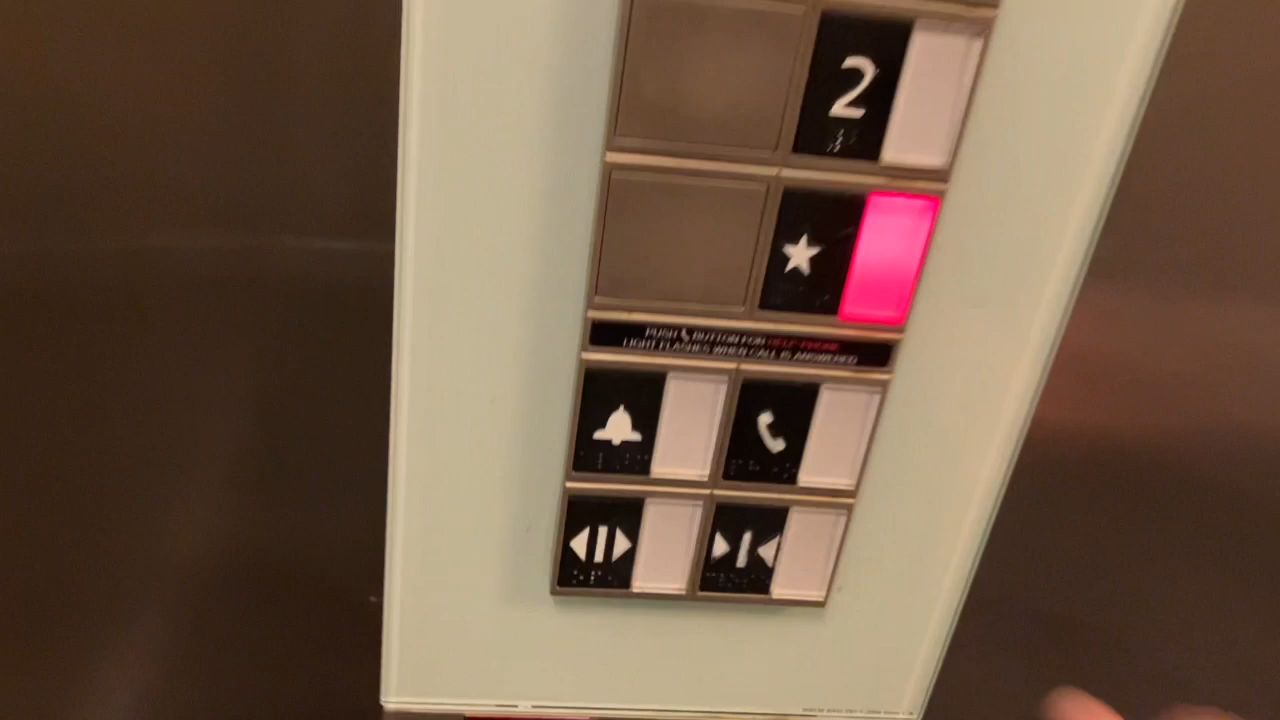 2
PUSH BUTTON FOR HELP-PHONE
LIGHT FLASHES WHEN CALL IS ANSWERED